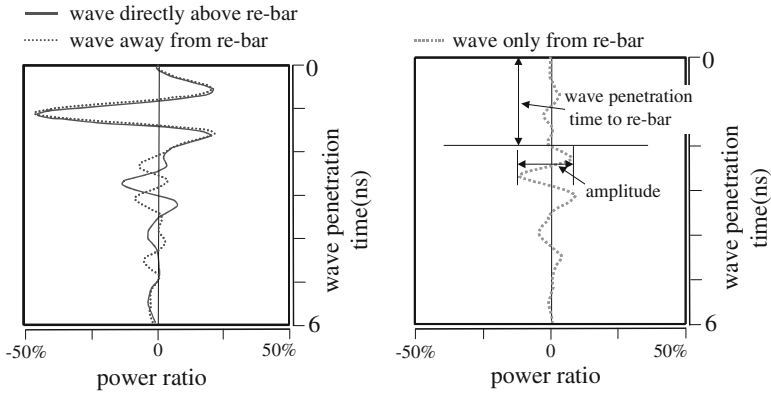 wave directly above re-bar
wave away from re-bar
0
6
wave penetration
time(ns)
-50%
0
50%
power ratio
wave only from re-bar
0
wave penetration
time to re-bar
amplitude
6
wave penetration
time(ns)
-50%
0
50%
power ratio